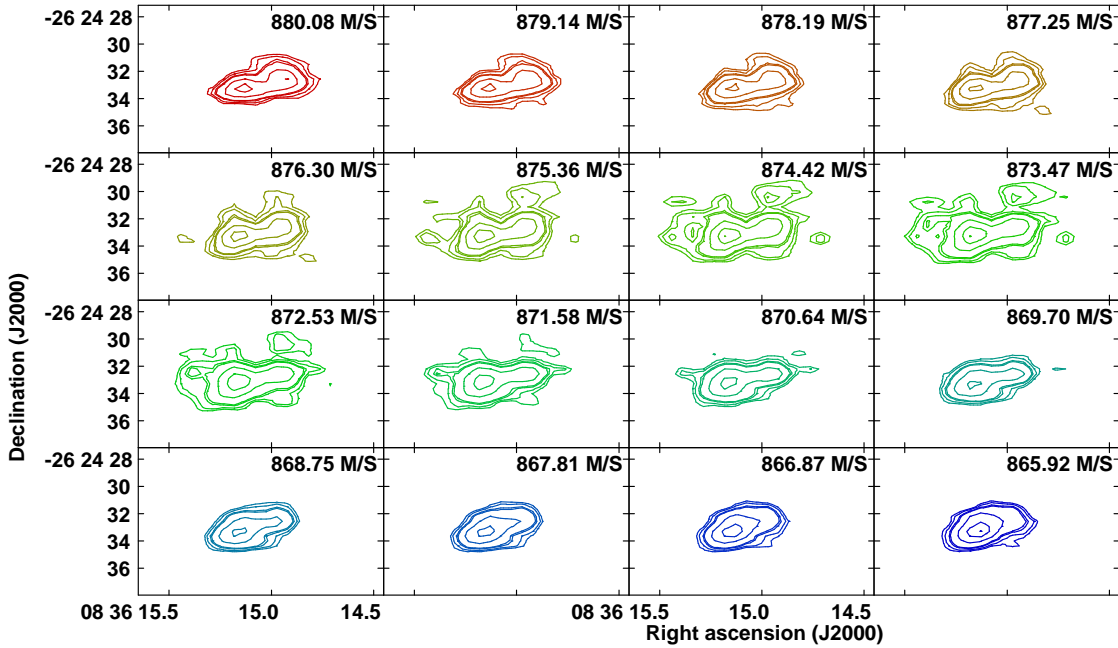 880.08 M/S 879.14 M/S 878.19 M/S 877.25 M/S
-26 24 28
30
32
34
36
876.30 M/S 875.36 M/S 874.42 M/S 873.47 M/S
-26 24 28
30
32
34
36
872.53 M/S 871.58 M/S 870.64 M/S 869.70 M/S
-26 24 28
30
32
34
36
868.75 M/S 867.81 M/S 866.87 M/S 865.92 M/S
-26 24 28
30
32
34
36
38
Declination (J2000)
08 36 15.5 15.0 14.5 08 36 15.5 15.0 14.5
Right ascension (J2000)